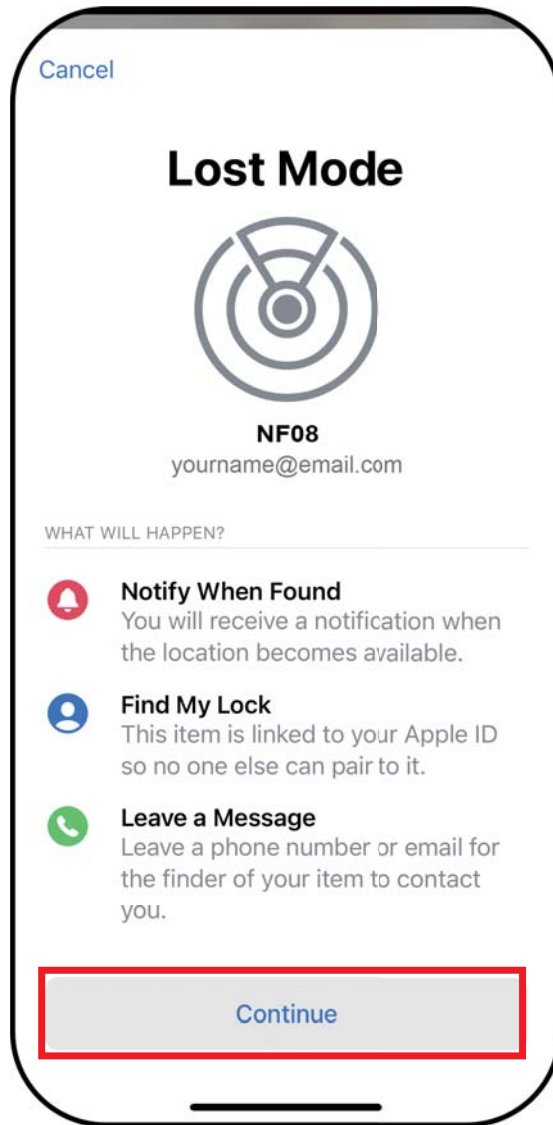 Cancel
Lost Mode
NF08
yourname@email.com
WHAT WILL HAPPEN?
Notify When Found
You will receive a notification when
the location becomes available.
Find My Lock
This item is linked to your Apple ID
so no one else can pair to it.
Leave a Message
Leave a phone number or email for
the finder of your item to contact
you.
Continue